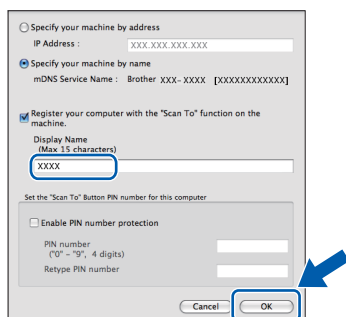 Specify your machine by address
IP Address : XXX.XXX.XXX.XXX
Specify your machine by name
mDNS Service Name : Brother XXX-XXXX [XXXXXXXXXXXX]
Register your computer with the "Scan To" function on the
machine.
Display Name
(Max 15 characters)
XXXX
Set the "Scan To" Button PIN number for this computer
Enable PIN number protection
PIN number
("0" – "9", 4 digits)
Retype PIN number
Cancel OK